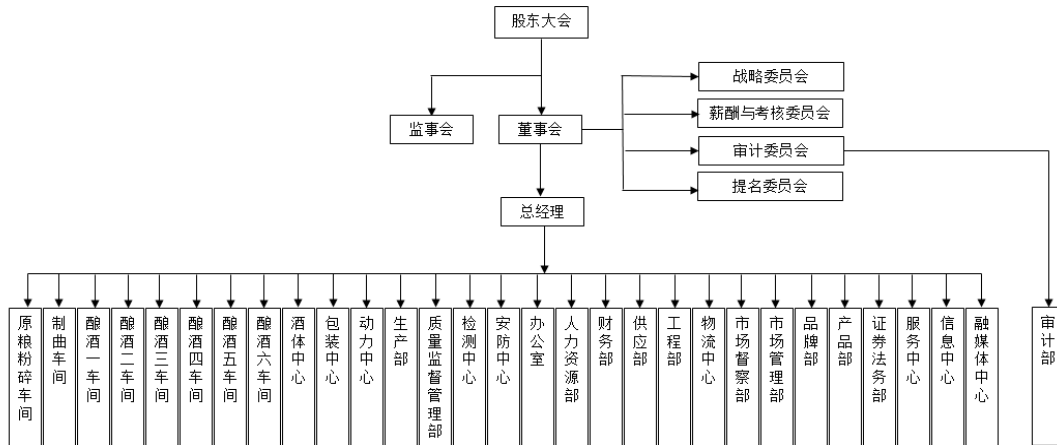 股东大会
战略委员会
薪酬与考核委员会
监事会
董事会
审计委员会
提名委员会
总经理
原粮粉碎车间
制曲车间
酿酒一车间
酿酒二车间
酿酒三车间
酿酒四车间
酿酒五车间
酿酒六车间
酒体中心
包装中心
动力中心
生产部
质量监督管理部
检测中心
安防中心
办公室
人力资源部
财务部
供应部
工程部
物流中心
市场督察部
市场管理部
品牌部
产品部
证券法务部
服务中心
信息中心
融媒体中心
审计部